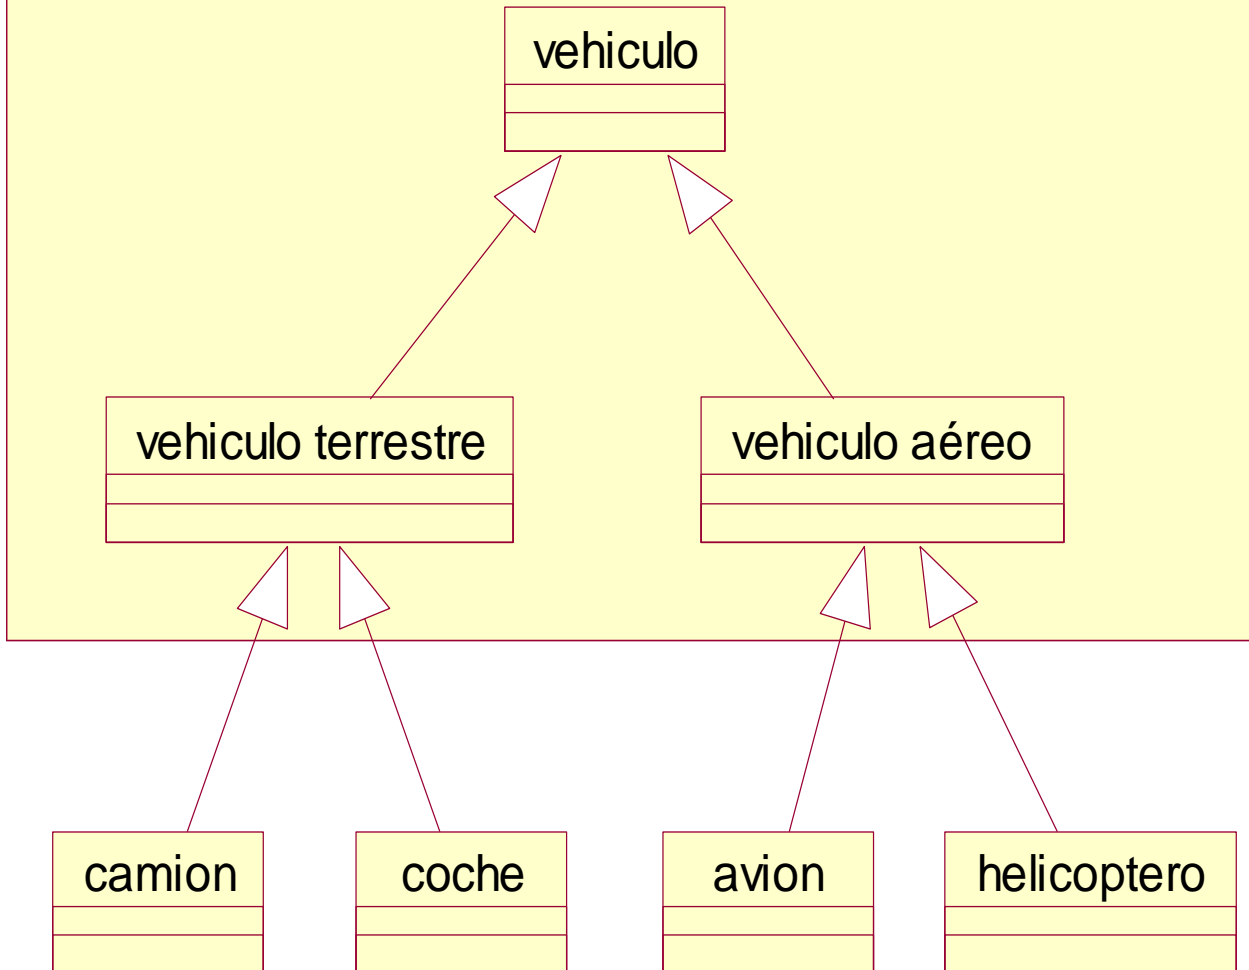 vehiculo
vehiculo terrestre
vehiculo aéreo
camion
coche
avion
helicoptero